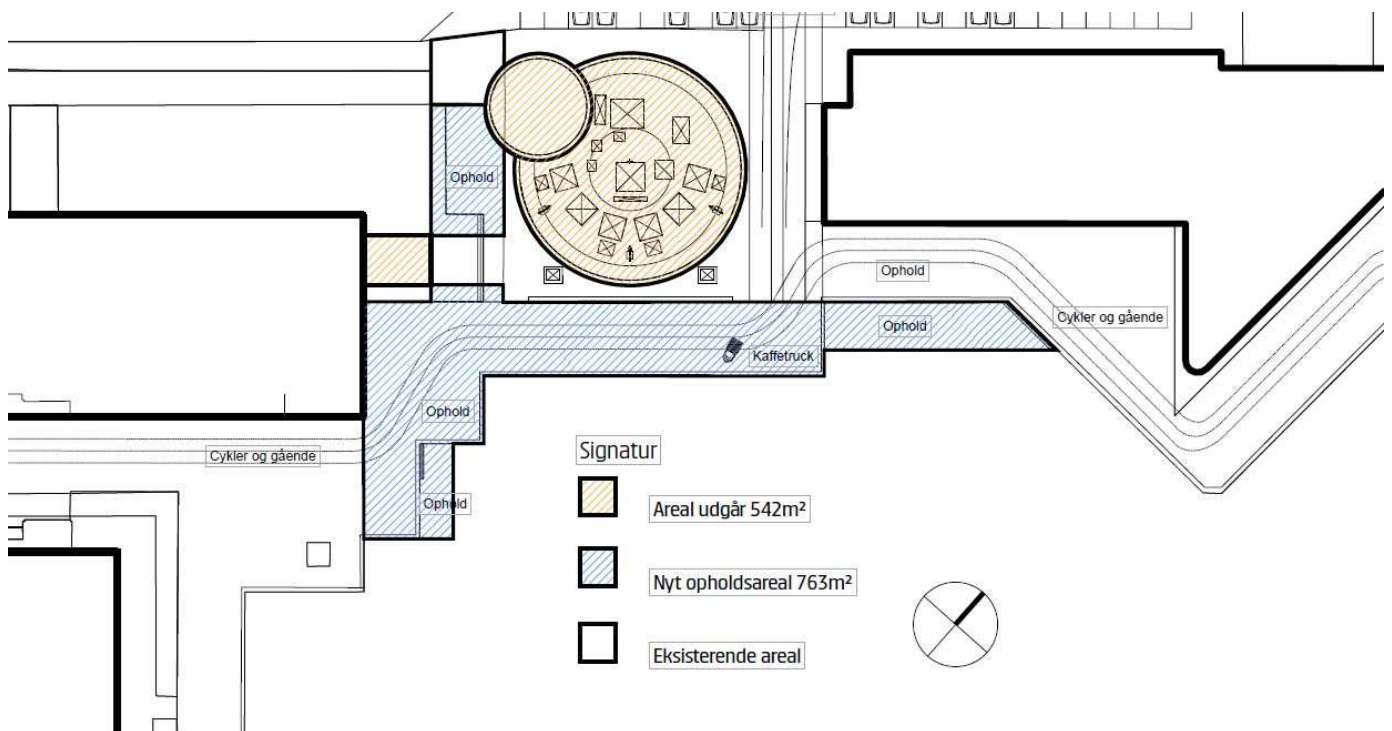 Ophold
Ophold
Ophold
Cykler og gående
Kaffetruck
Ophold
Cykler og gående
Ophold
Signatur
Areal udgår 542m²
Nyt opholdsareal 763m²
Eksisterende areal